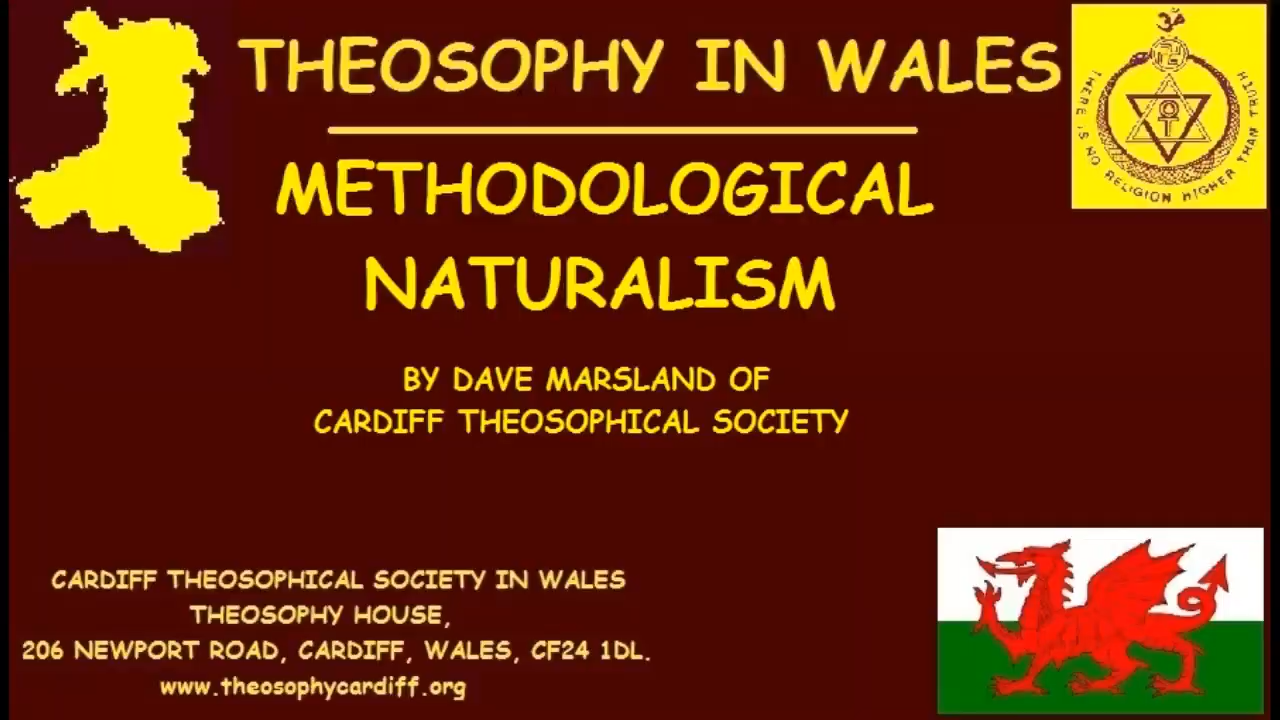 THEOSOPHY IN WALES
METHODOLOGICAL
NATURALISM
BY DAVE MARSLAND OF
CARDIFF THEOSOPHICAL SOCIETY
CARDIFF THEOSOPHICAL SOCIETY IN WALES
THEOSOPHY HOUSE,
206 NEWPORT ROAD, CARDIFF, WALES, CF24 1DL.
www.theosophycardiff.org
ॐ
THERE IS NO RELIGION HIGHER THAN TRUTH